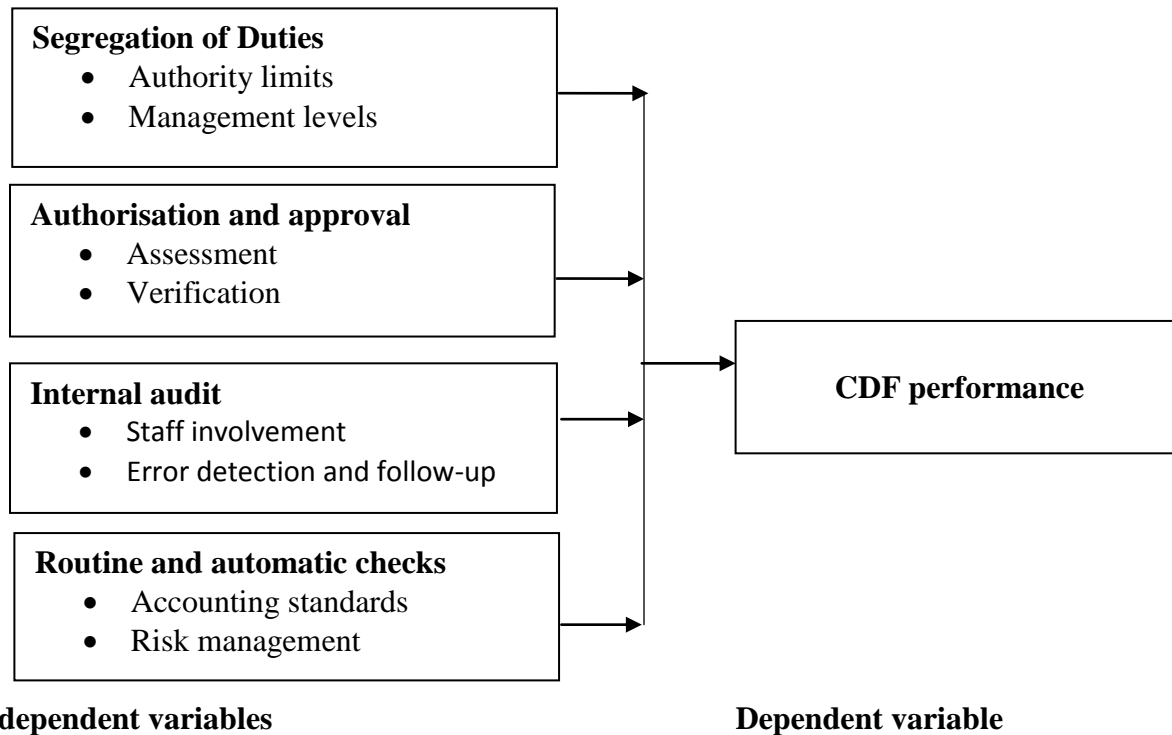 Segregation of Duties
• Authority limits
• Management levels
Authorisation and approval
• Assessment
• Verification
Internal audit
• Staff involvement
• Error detection and follow-up
Routine and automatic checks
• Accounting standards
• Risk management
CDF performance
dependent variables
Dependent variable